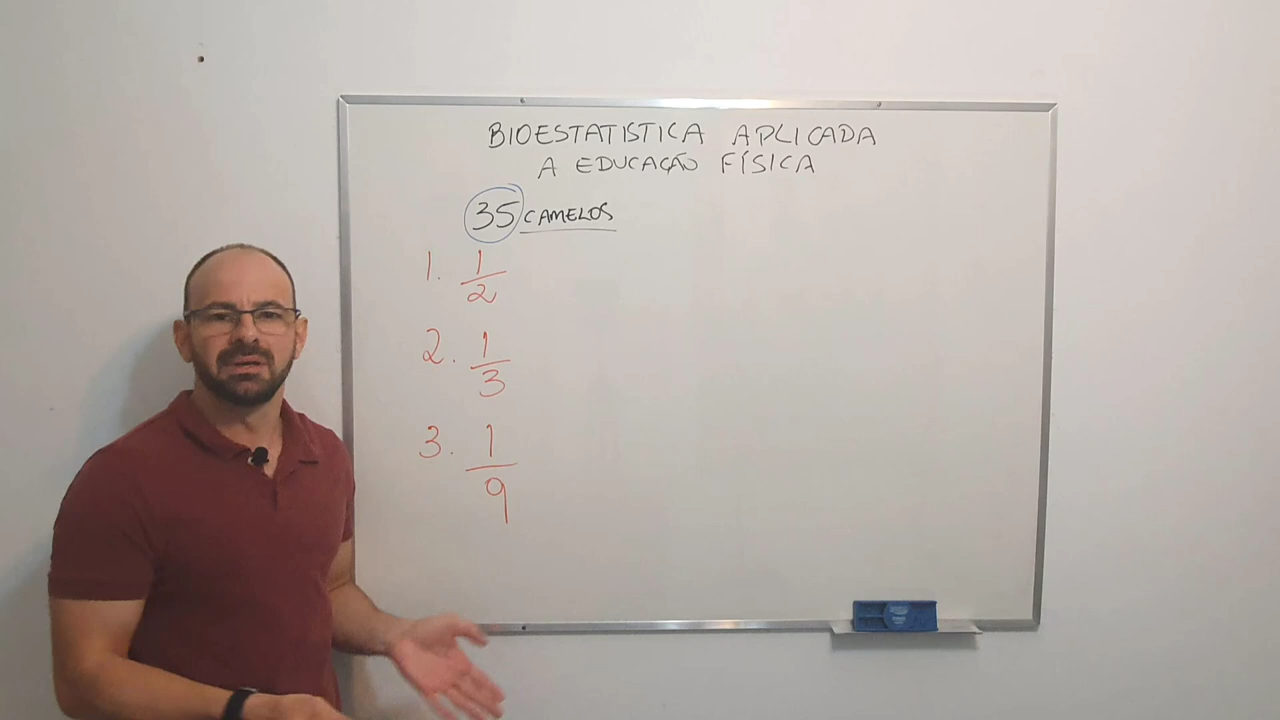 BIOESTATISTICA APLICADA
A EDUCAÇÃO FÍSICA
35 CAMELOS
1. 1/2
2. 1/3
3. 1/9